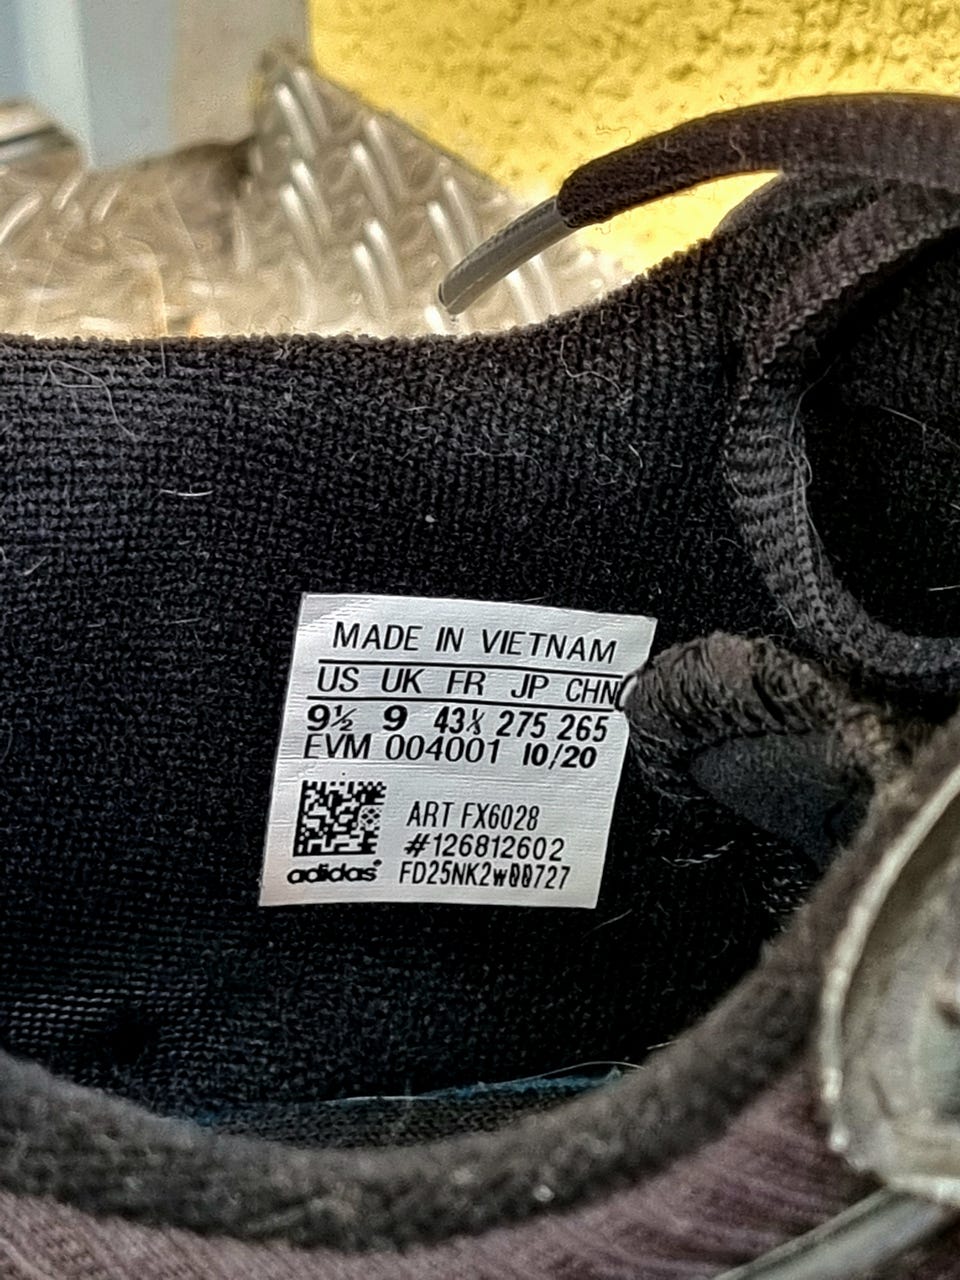 MADE IN VIETNAM
US UK FR JP CHN
9½ 9 43⅓ 275 265
EVM 004001 10/20
ART FX6028
#126812602
adidas® FD25NK2w00727